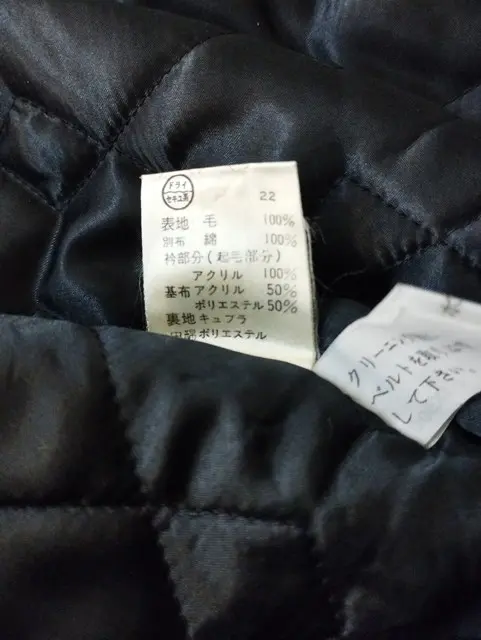 ドライ
セキユ系
22
表地 毛 100%
別布 綿 100%
衿部分(起毛部分)
アクリル 100%
基布 アクリル 50%
ポリエステル 50%
裏地 キュプラ
中綿 ポリエステル
クリーニン
ベルトを
して下さい。